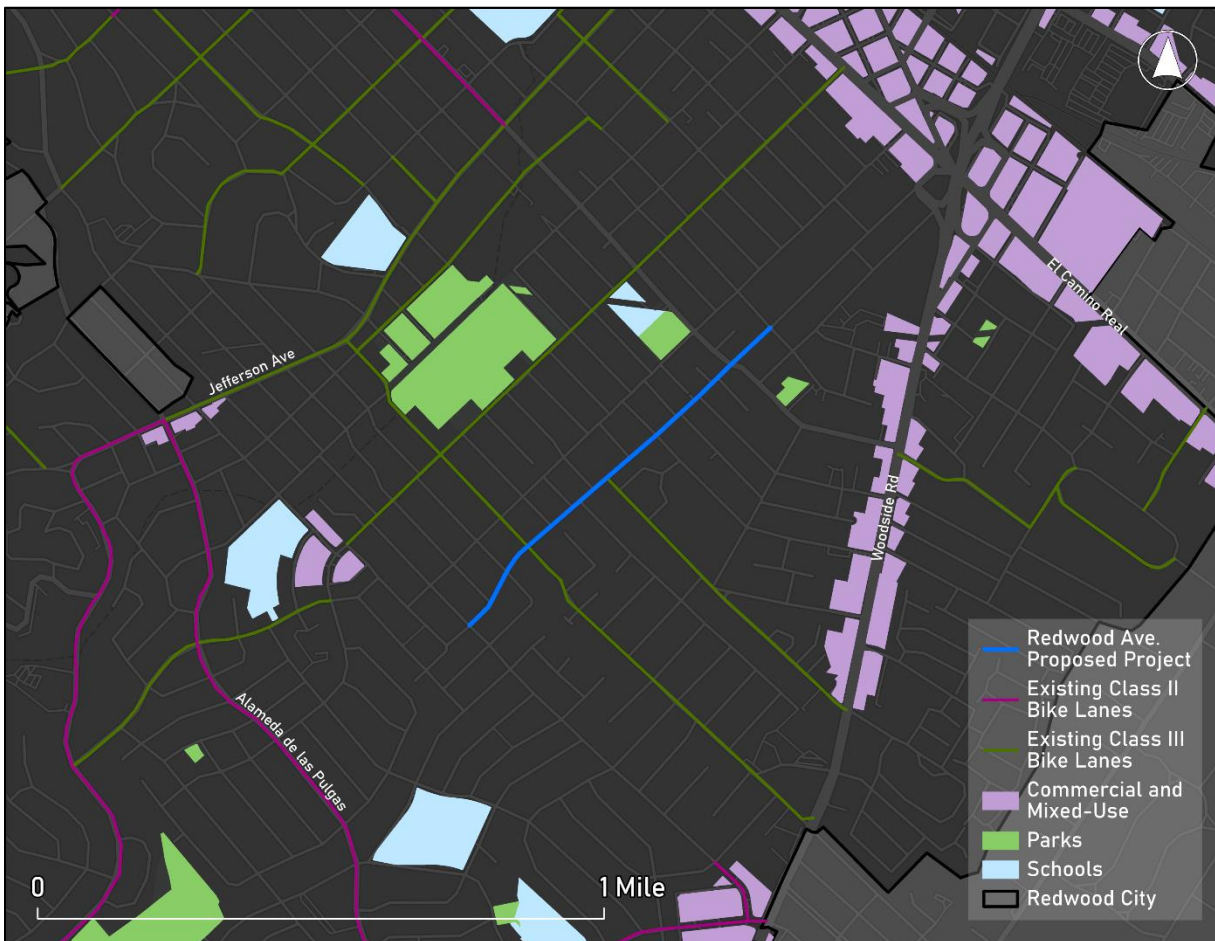 El Camino Real
Jefferson Ave
Woodside Rd
Alameda de las Pulgas
Redwood Ave.
Proposed Project
Existing Class II
Bike Lanes
Existing Class III
Bike Lanes
Commercial and
Mixed-Use
Parks
Schools
Redwood City
0
1 Mile